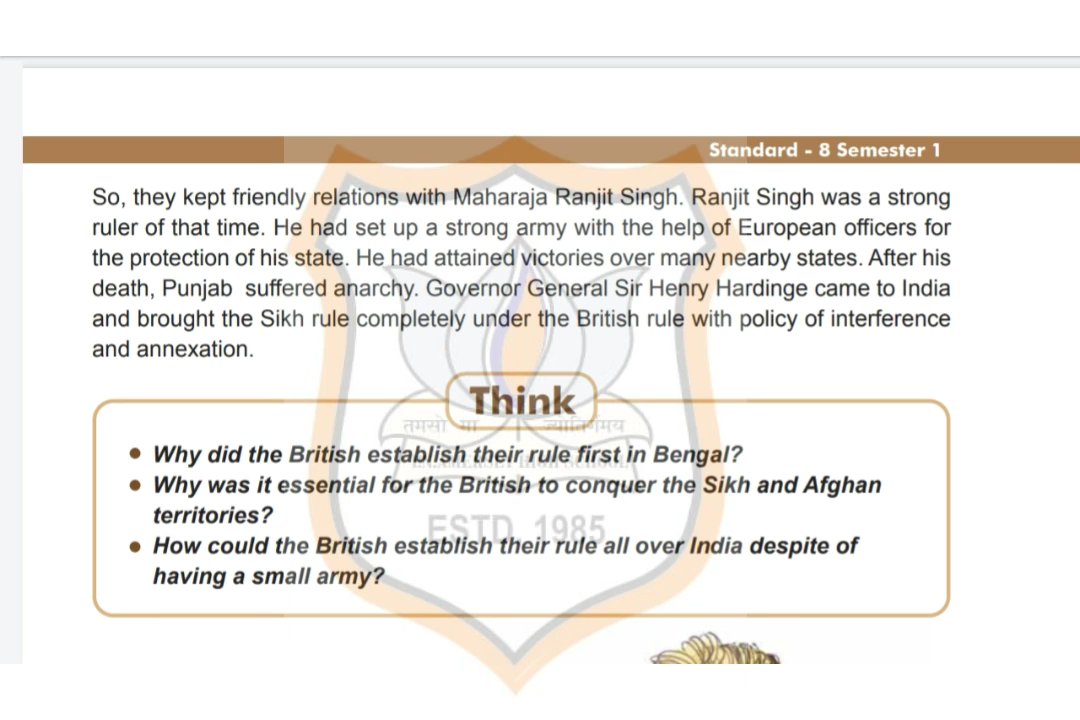 Standard - 8 Semester 1
So, they kept friendly relations with Maharaja Ranjit Singh. Ranjit Singh was a strong
ruler of that time. He had set up a strong army with the help of European officers for
the protection of his state. He had attained victories over many nearby states. After his
death, Punjab suffered anarchy. Governor General Sir Henry Hardinge came to India
and brought the Sikh rule completely under the British rule with policy of interference
and annexation.
Think
तमसो मा ज्योतिर्गमय
• Why did the British establish their rule first in Bengal?
• Why was it essential for the British to conquer the Sikh and Afghan
territories?
ESTD. 1985
• How could the British establish their rule all over India despite of
having a small army?